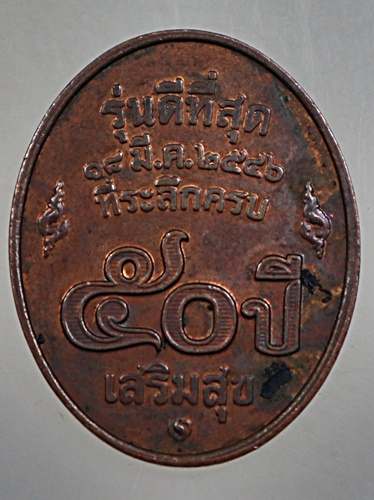 รุ่นดีที่สุด
๑๘ มี.ค.๒๕๔๖
ที่ระลึกครบ
๕๐ปี
เสริมสุข
๑